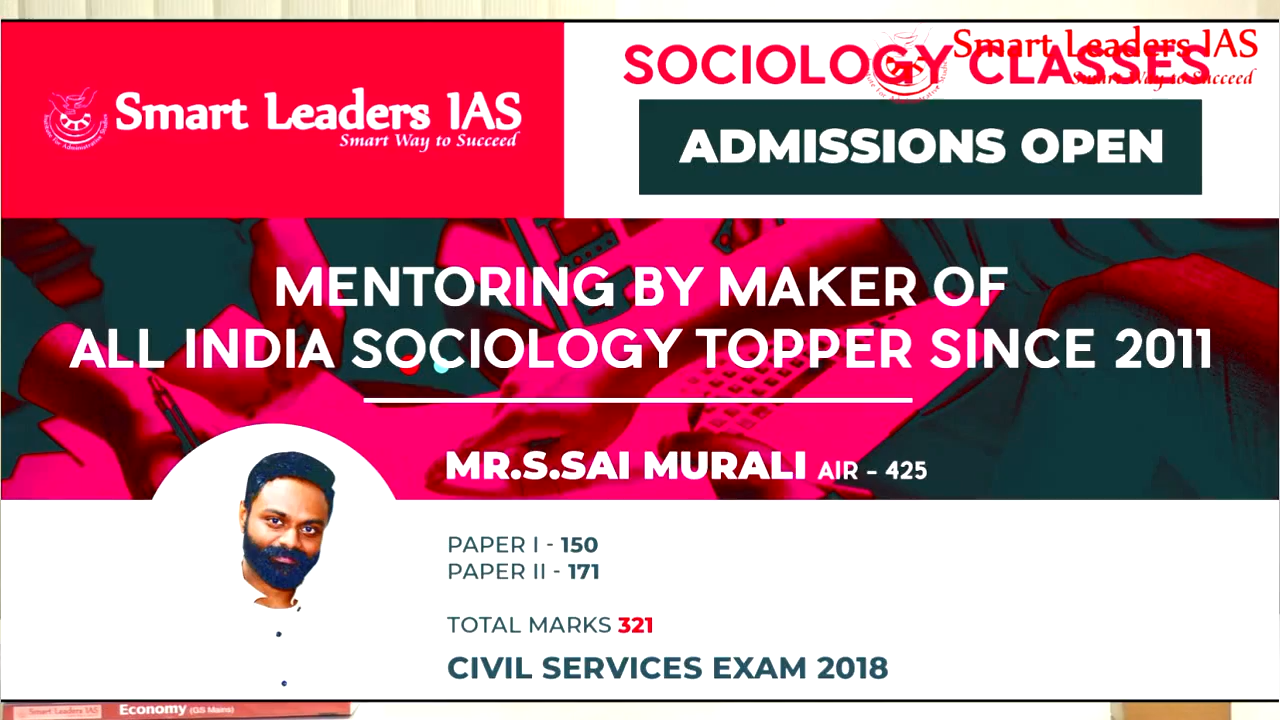 Smart Leaders IAS
Smart Way to Succeed
SOCIOLOGY CLASSES
Smart Leaders IAS
Smart Way to Succeed
ADMISSIONS OPEN
MENTORING BY MAKER OF
ALL INDIA SOCIOLOGY TOPPER SINCE 2011
MR.S.SAI MURALI AIR - 425
PAPER I - 150
PAPER II - 171
TOTAL MARKS 321
CIVIL SERVICES EXAM 2018
Smart Leaders IAS Economy (GS Mains)